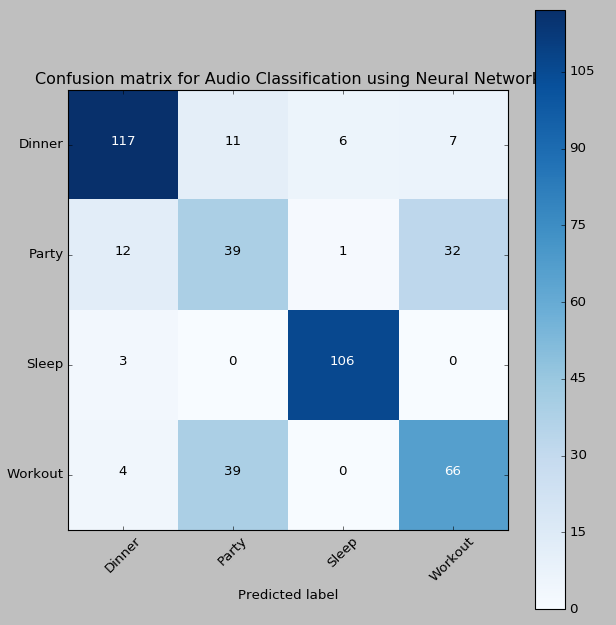 Confusion matrix for Audio Classification using Neural Network
Dinner 117 11 6 7
Party 12 39 1 32
Sleep 3 0 106 0
Workout 4 39 0 66
Dinner Party Sleep Workout
Predicted label
105
90
75
60
45
30
15
0